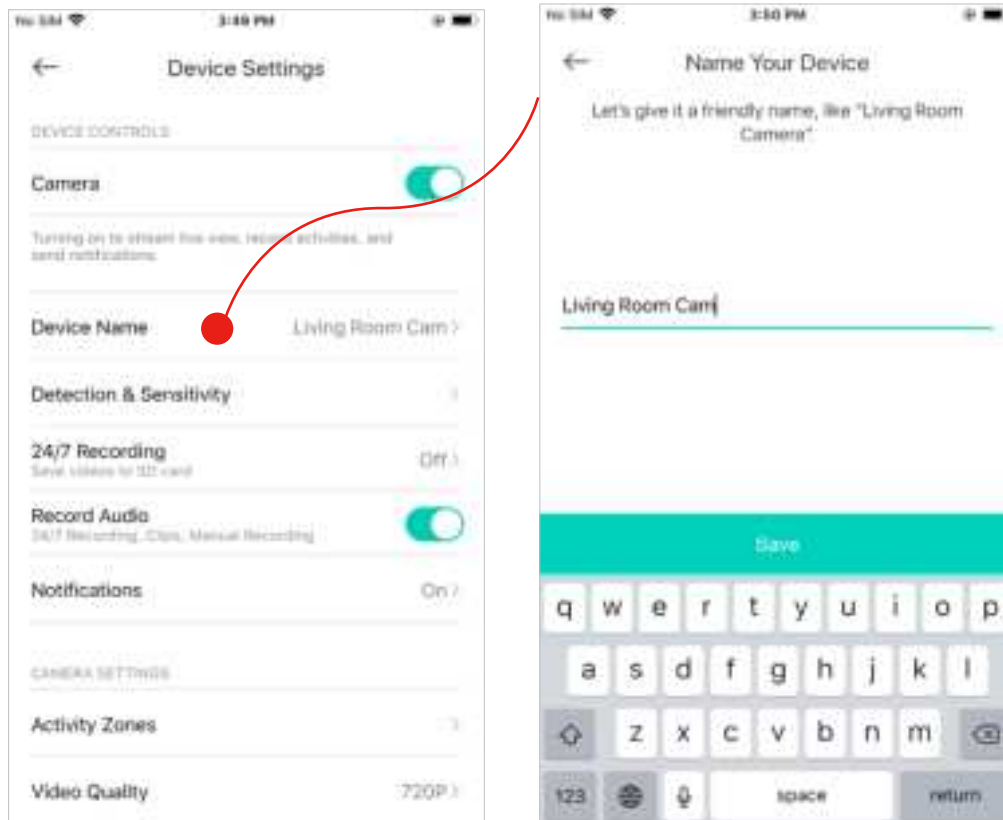 No SIM
3:49 PM
Device Settings
DEVICE CONTROLS
Camera
Turning on to stream live view, record activities, and
send notifications.
Device Name
Living Room Cam
Detection & Sensitivity
24/7 Recording
Off
Save videos to SD card
Record Audio
24/7 Recording, Clips, Manual Recording
Notifications
On
CAMERA SETTINGS
Activity Zones
Video Quality
720P
No SIM
3:50 PM
Name Your Device
Let's give it a friendly name, like "Living Room
Camera"
Living Room Cam
Save
q w e r t y u i o p
a s d f g h j k l
z x c v b n m
123
space
return